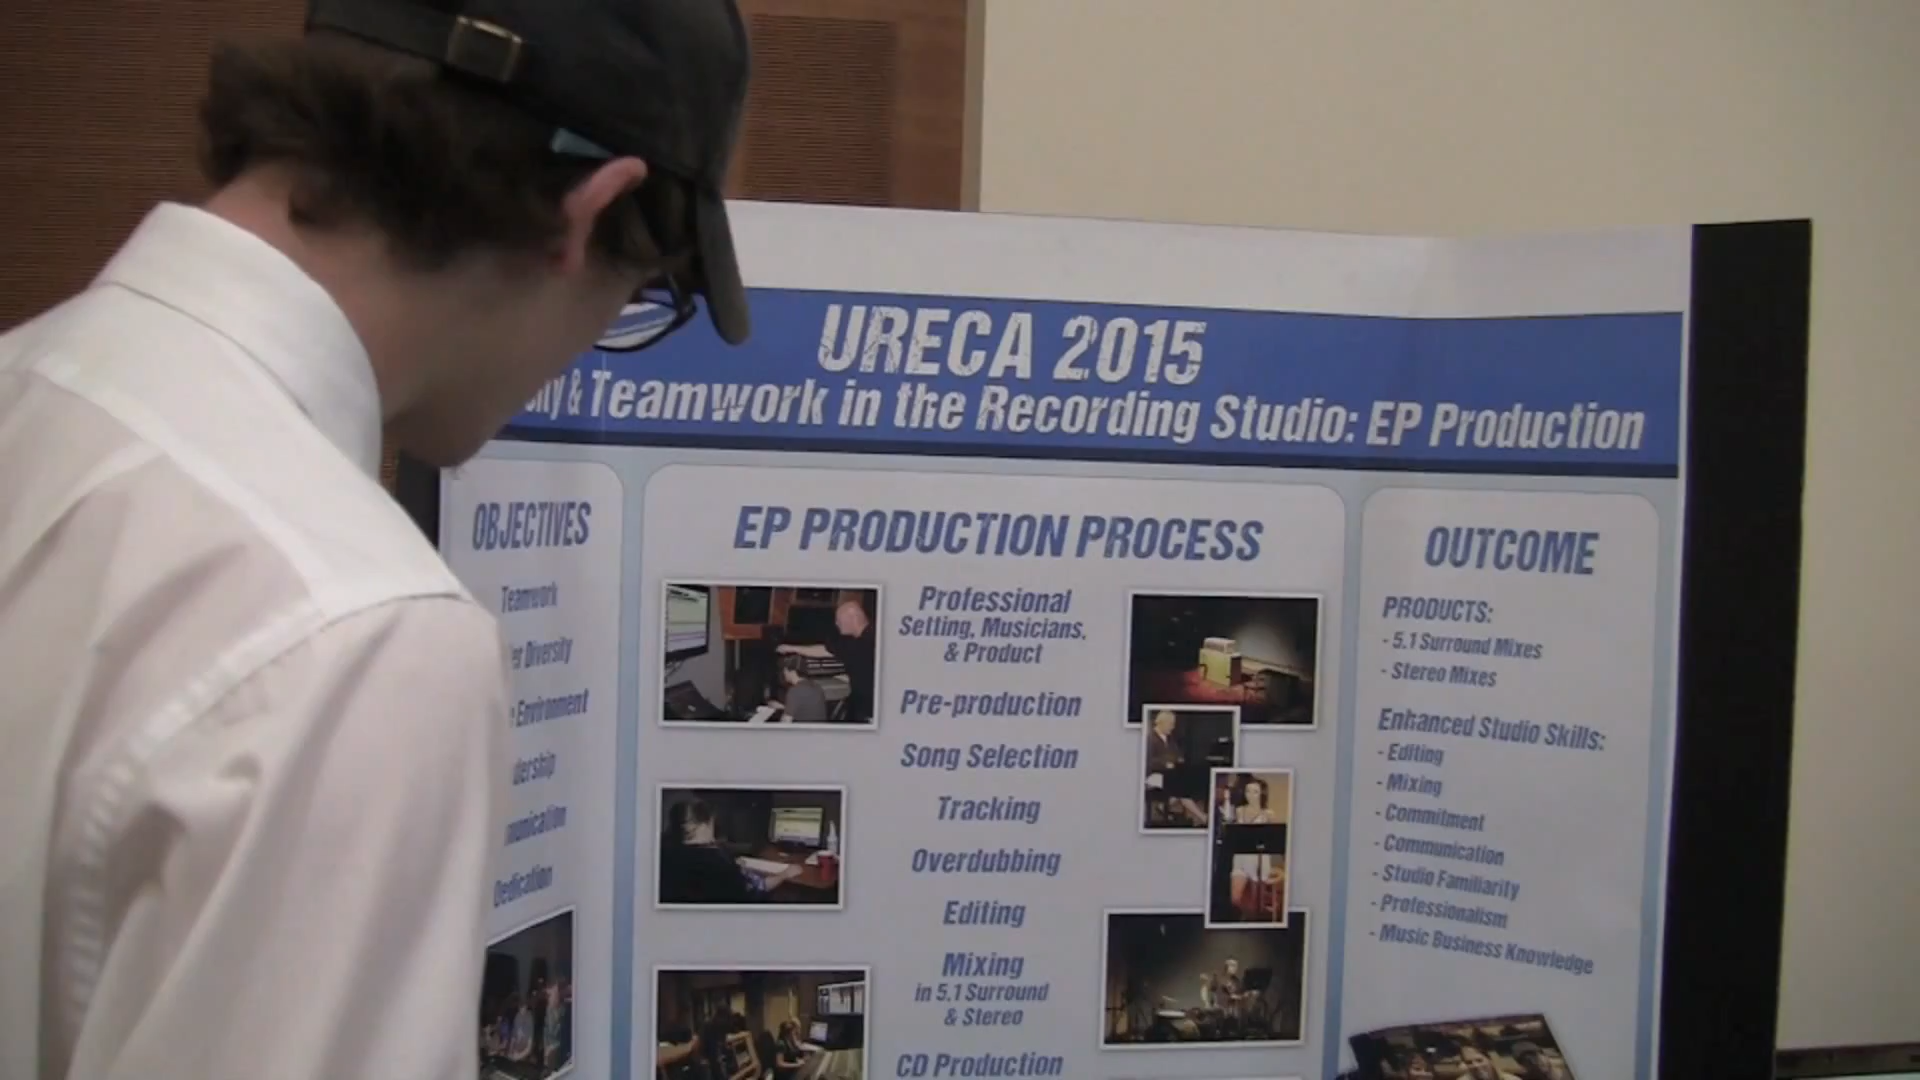 URECA 2015
& Teamwork in the Recording Studio: EP Production
OBJECTIVES
Teamwork
Diversity
Environment
Dedication
EP PRODUCTION PROCESS
Professional
Setting, Musicians,
& Product
Pre-production
Song Selection
Tracking
Overdubbing
Editing
Mixing
in 5.1 Surround
& Stereo
CD Production
OUTCOME
PRODUCTS:
- 5.1 Surround Mixes
- Stereo Mixes
Enhanced Studio Skills:
- Editing
- Mixing
- Commitment
- Communication
- Studio Familiarity
- Professionalism
- Music Business Knowledge